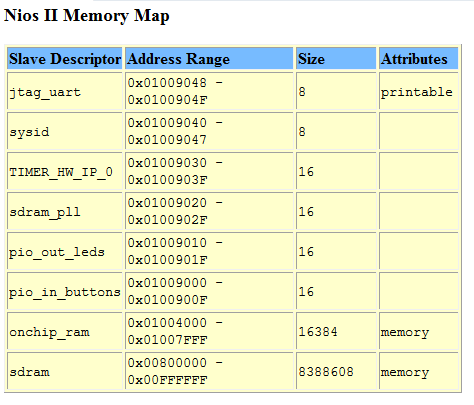 Nios II Memory Map
Slave Descriptor Address Range Size Attributes
jtag_uart 0x01009048 - 0x0100904F 8 printable
sysid 0x01009040 - 0x01009047 8
TIMER_HW_IP_0 0x01009030 - 0x0100903F 16
sdram_pll 0x01009020 - 0x0100902F 16
pio_out_leds 0x01009010 - 0x0100901F 16
pio_in_buttons 0x01009000 - 0x0100900F 16
onchip_ram 0x01004000 - 0x01007FFF 16384 memory
sdram 0x00800000 - 0x00FFFFFF 8388608 memory